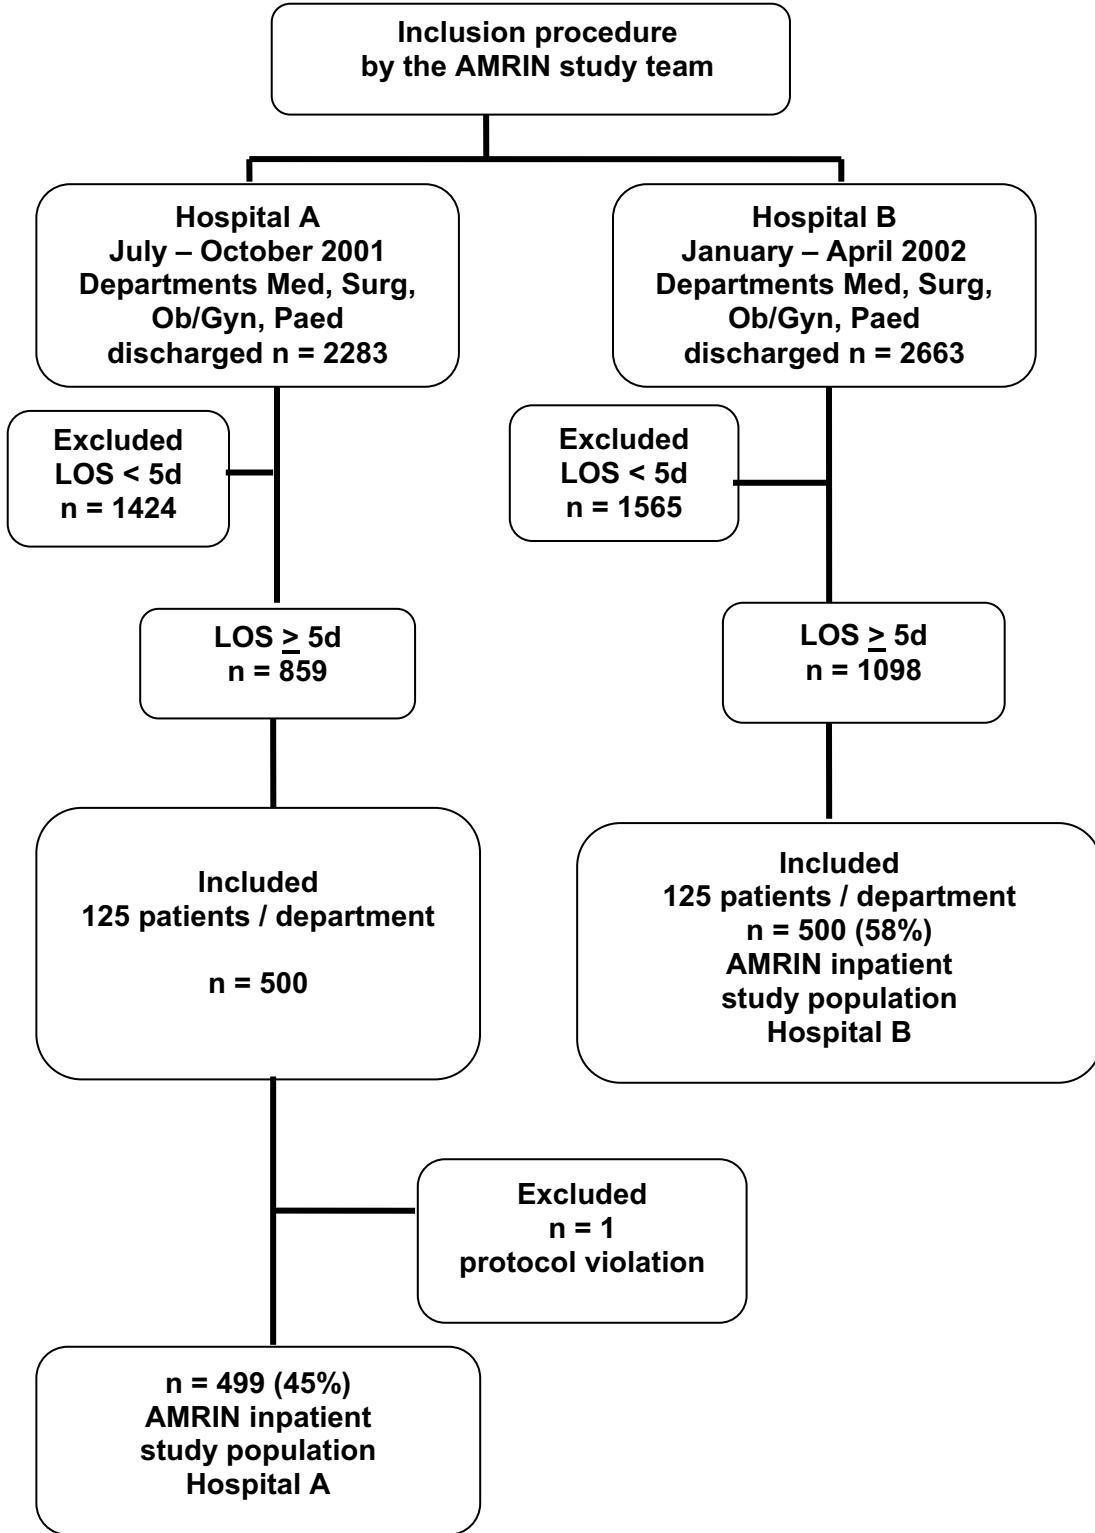 Inclusion procedure
by the AMRIN study team
Hospital A
July – October 2001
Departments Med, Surg,
Ob/Gyn, Paed
discharged n = 2283
Hospital B
January – April 2002
Departments Med, Surg,
Ob/Gyn, Paed
discharged n = 2663
Excluded
LOS < 5d
n = 1424
Excluded
LOS < 5d
n = 1565
LOS ≥ 5d
n = 859
LOS ≥ 5d
n = 1098
Included
125 patients / department
n = 500
Included
125 patients / department
n = 500 (58%)
AMRIN inpatient
study population
Hospital B
Excluded
n = 1
protocol violation
n = 499 (45%)
AMRIN inpatient
study population
Hospital A